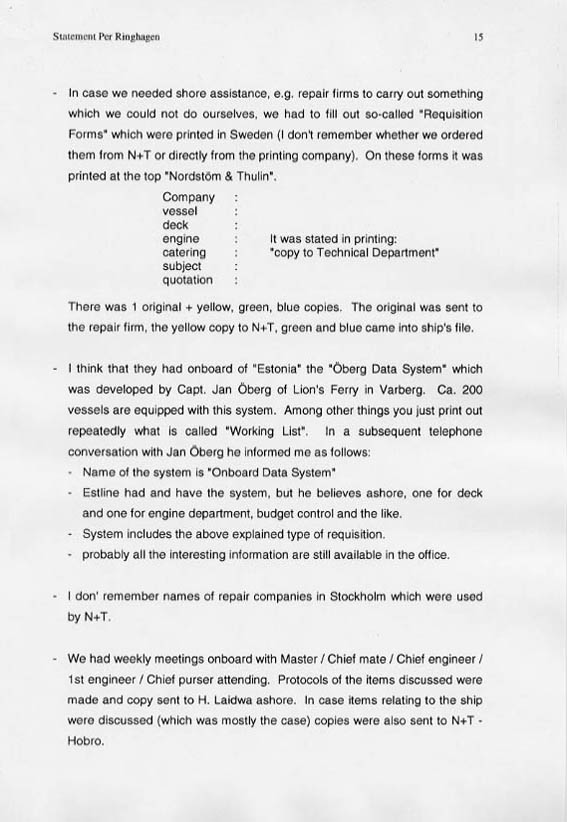 Statement Per Ringhagen 15
- In case we needed shore assistance, e.g. repair firms to carry out something
which we could not do ourselves, we had to fill out so-called "Requisition
Forms" which were printed in Sweden (I don't remember whether we ordered
them from N+T or directly from the printing company). On these forms it was
printed at the top "Nordstöm & Thulin".
Company :
vessel :
deck :
engine : It was stated in printing:
catering : "copy to Technical Department"
subject :
quotation :
There was 1 original + yellow, green, blue copies. The original was sent to
the repair firm, the yellow copy to N+T, green and blue came into ship's file.
- I think that they had onboard of "Estonia" the "Öberg Data System" which
was developed by Capt. Jan Öberg of Lion's Ferry in Varberg. Ca. 200
vessels are equipped with this system. Among other things you just print out
repeatedly what is called "Working List". In a subsequent telephone
conversation with Jan Öberg he informed me as follows:
- Name of the system is "Onboard Data System"
- Estline had and have the system, but he believes ashore, one for deck
and one for engine department, budget control and the like.
- System includes the above explained type of requisition.
- probably all the interesting information are still available in the office.
- I don' remember names of repair companies in Stockholm which were used
by N+T.
- We had weekly meetings onboard with Master / Chief mate / Chief engineer /
1st engineer / Chief purser attending. Protocols of the items discussed were
made and copy sent to H. Laidwa ashore. In case items relating to the ship
were discussed (which was mostly the case) copies were also sent to N+T -
Hobro.